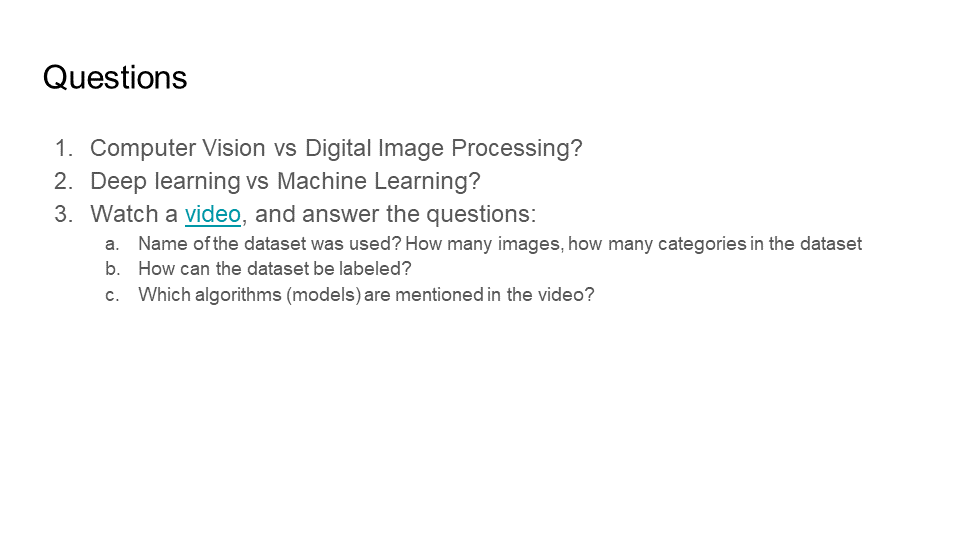 Questions
1. Computer Vision vs Digital Image Processing?
2. Deep learning vs Machine Learning?
3. Watch a video, and answer the questions:
a. Name of the dataset was used? How many images, how many categories in the dataset
b. How can the dataset be labeled?
c. Which algorithms (models) are mentioned in the video?